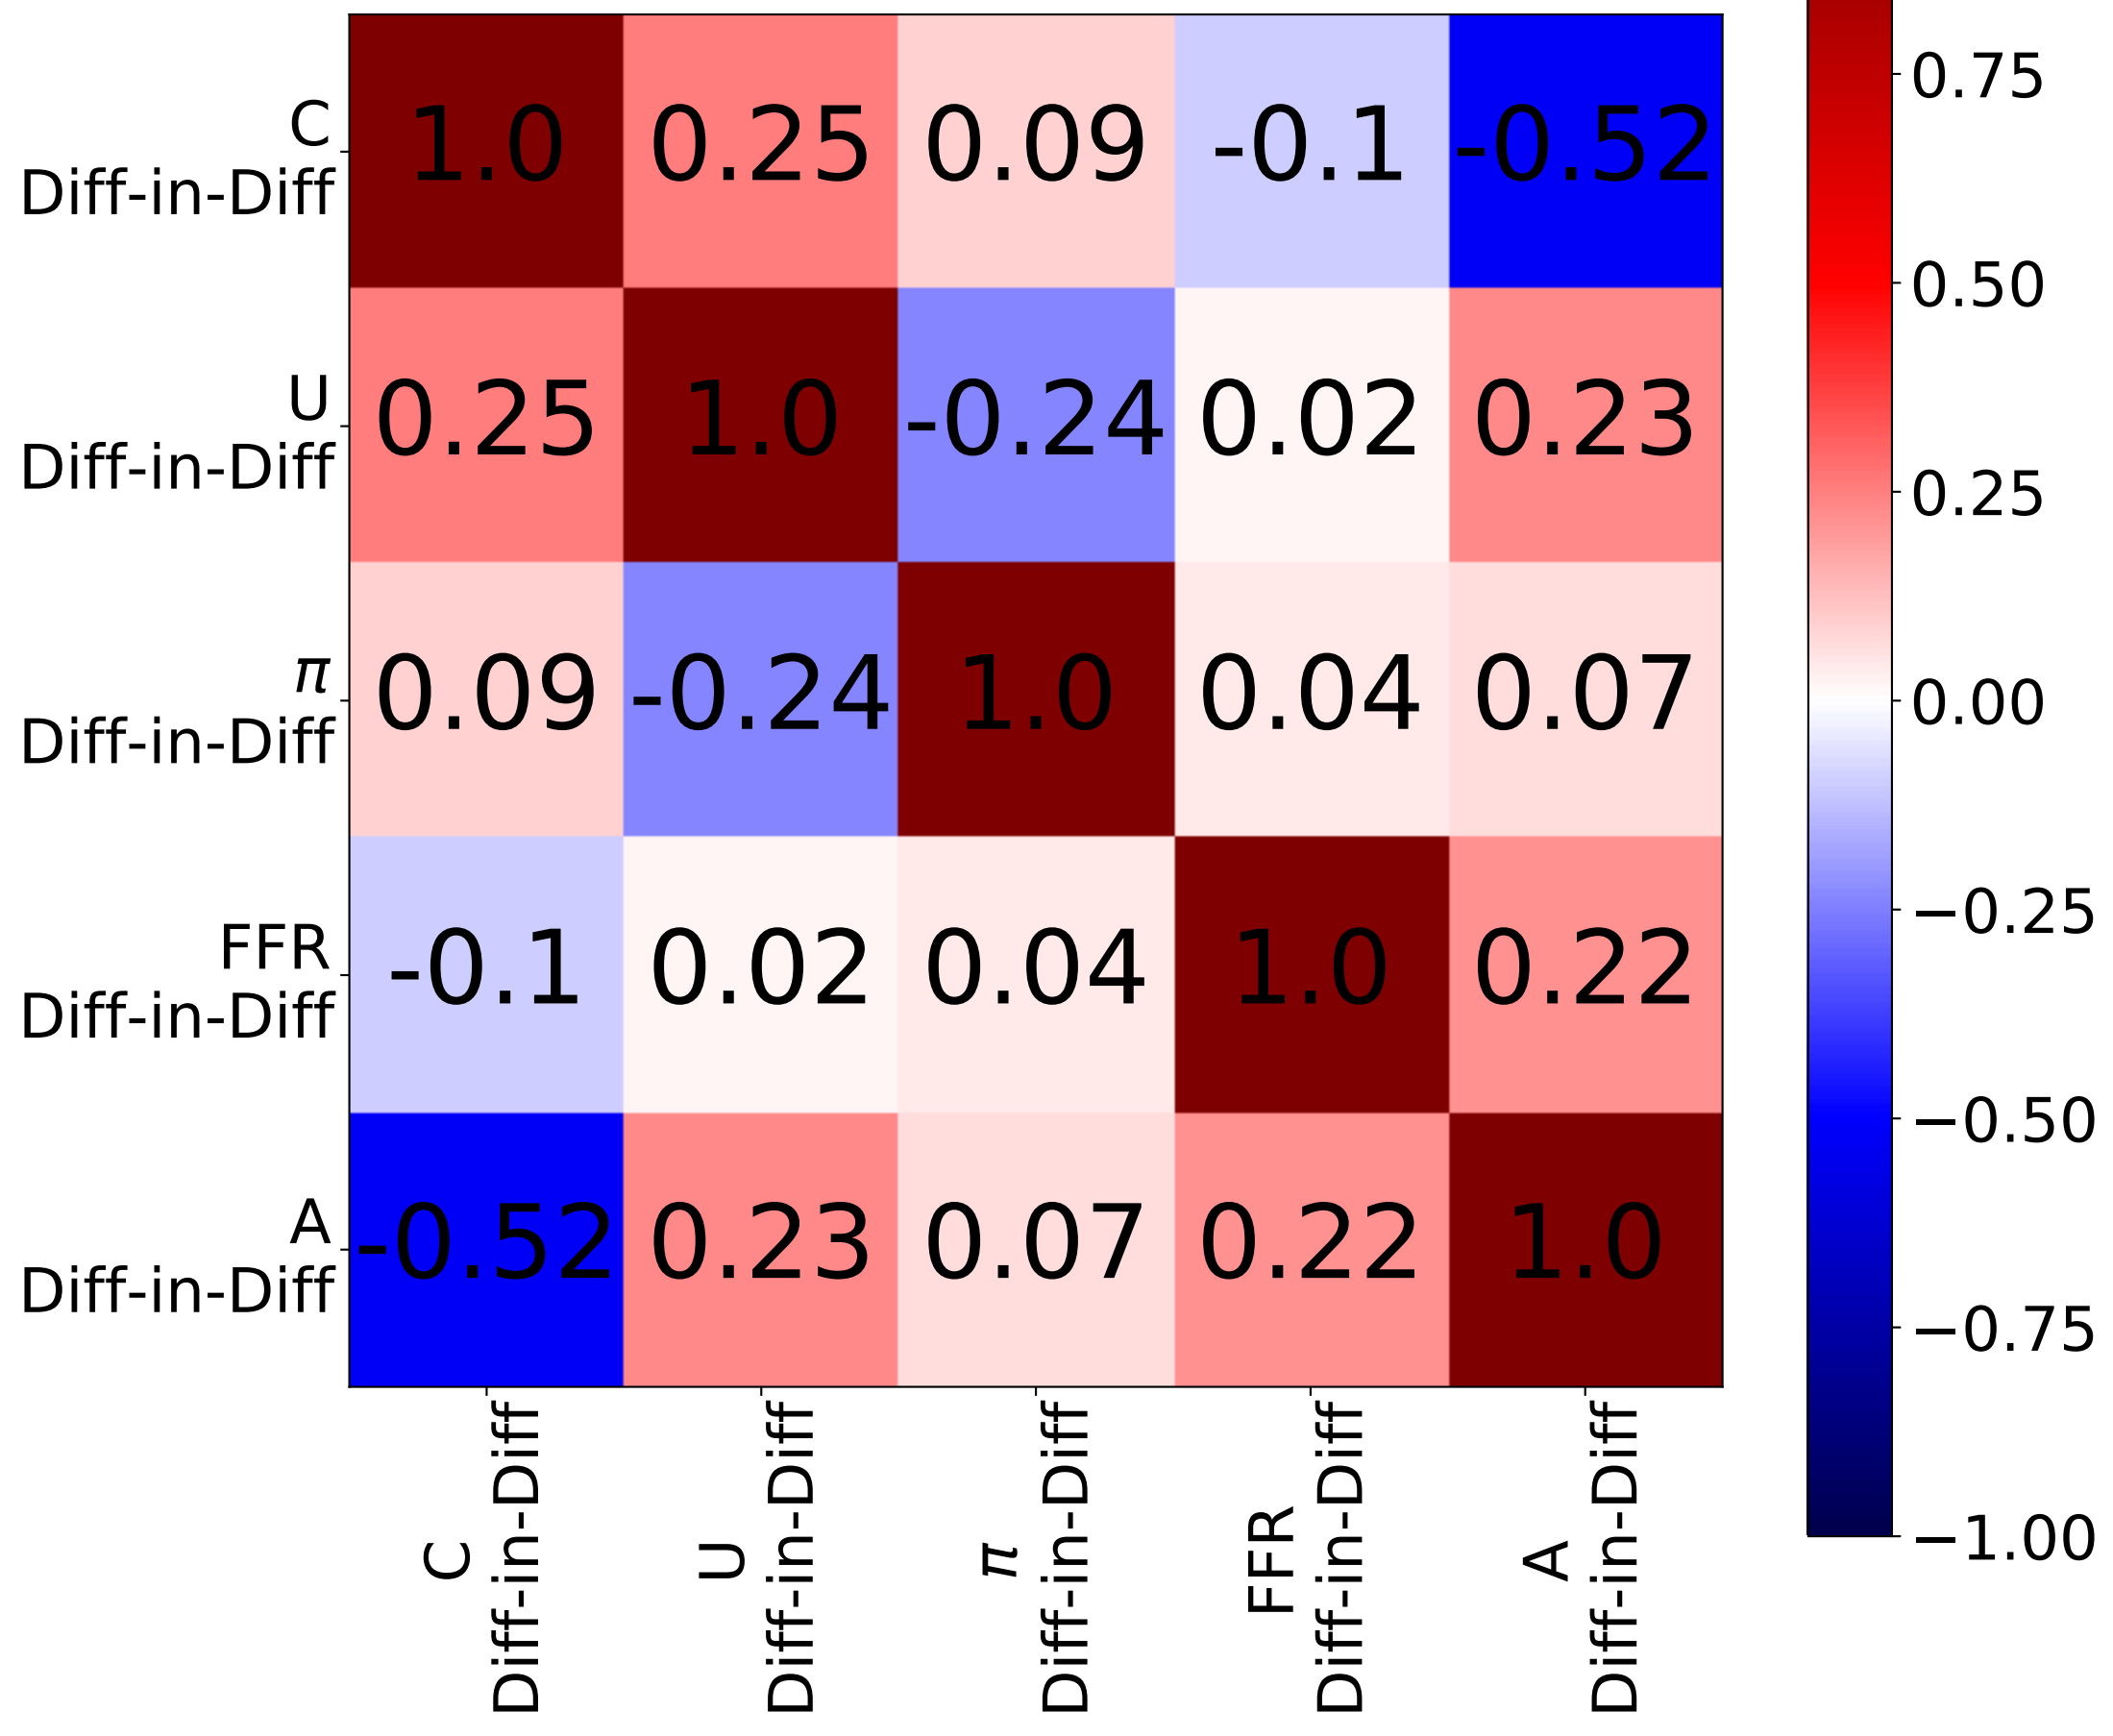 C
Diff-in-Diff
1.0 0.25 0.09 -0.1 -0.52
U
Diff-in-Diff
0.25 1.0 -0.24 0.02 0.23
π
Diff-in-Diff
0.09 -0.24 1.0 0.04 0.07
FFR
Diff-in-Diff
-0.1 0.02 0.04 1.0 0.22
A
Diff-in-Diff
-0.52 0.23 0.07 0.22 1.0
C
Diff-in-Diff
U
Diff-in-Diff
π
Diff-in-Diff
FFR
Diff-in-Diff
A
Diff-in-Diff
0.75
0.50
0.25
0.00
−0.25
−0.50
−0.75
−1.00